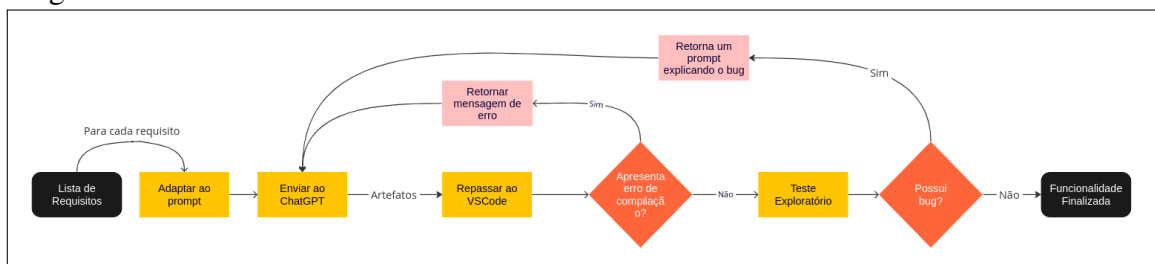 Retorna um
prompt
explicando o bug
Sim
Retornar
mensagem de
erro
Sim
Para cada requisito
Lista de
Requisitos
Adaptar ao
prompt
Enviar ao
ChatGPT
Artefatos
Repassar ao
VSCode
Apresenta
erro de
compilaçã
o?
Não
Teste
Exploratório
Possui
bug?
Não
Funcionalidade
Finalizada